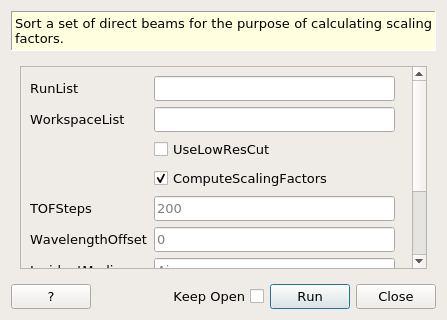 Sort a set of direct beams for the purpose of calculating scaling
factors.
RunList
WorkspaceList
UseLowResCut
ComputeScalingFactors
TOFSteps 200
WavelengthOffset 0
? Keep Open Run Close